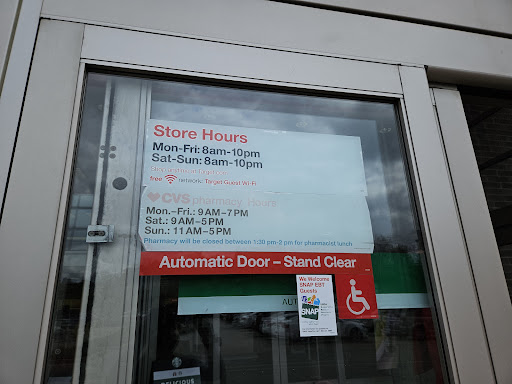 Store Hours
Mon-Fri: 8am-10pm
Sat-Sun: 8am-10pm
free network: Target Guest Wi-Fi
CVS pharmacy Hours
Mon.–Fri.: 9AM–7PM
Sat.: 9AM–5PM
Sun.: 11AM–5PM
Pharmacy will be closed between 1:30 pm-2 pm for pharmacist lunch
Automatic Door – Stand Clear
We Welcome
SNAP EBT
Guests
SNAP
AUT
DELICIOUS